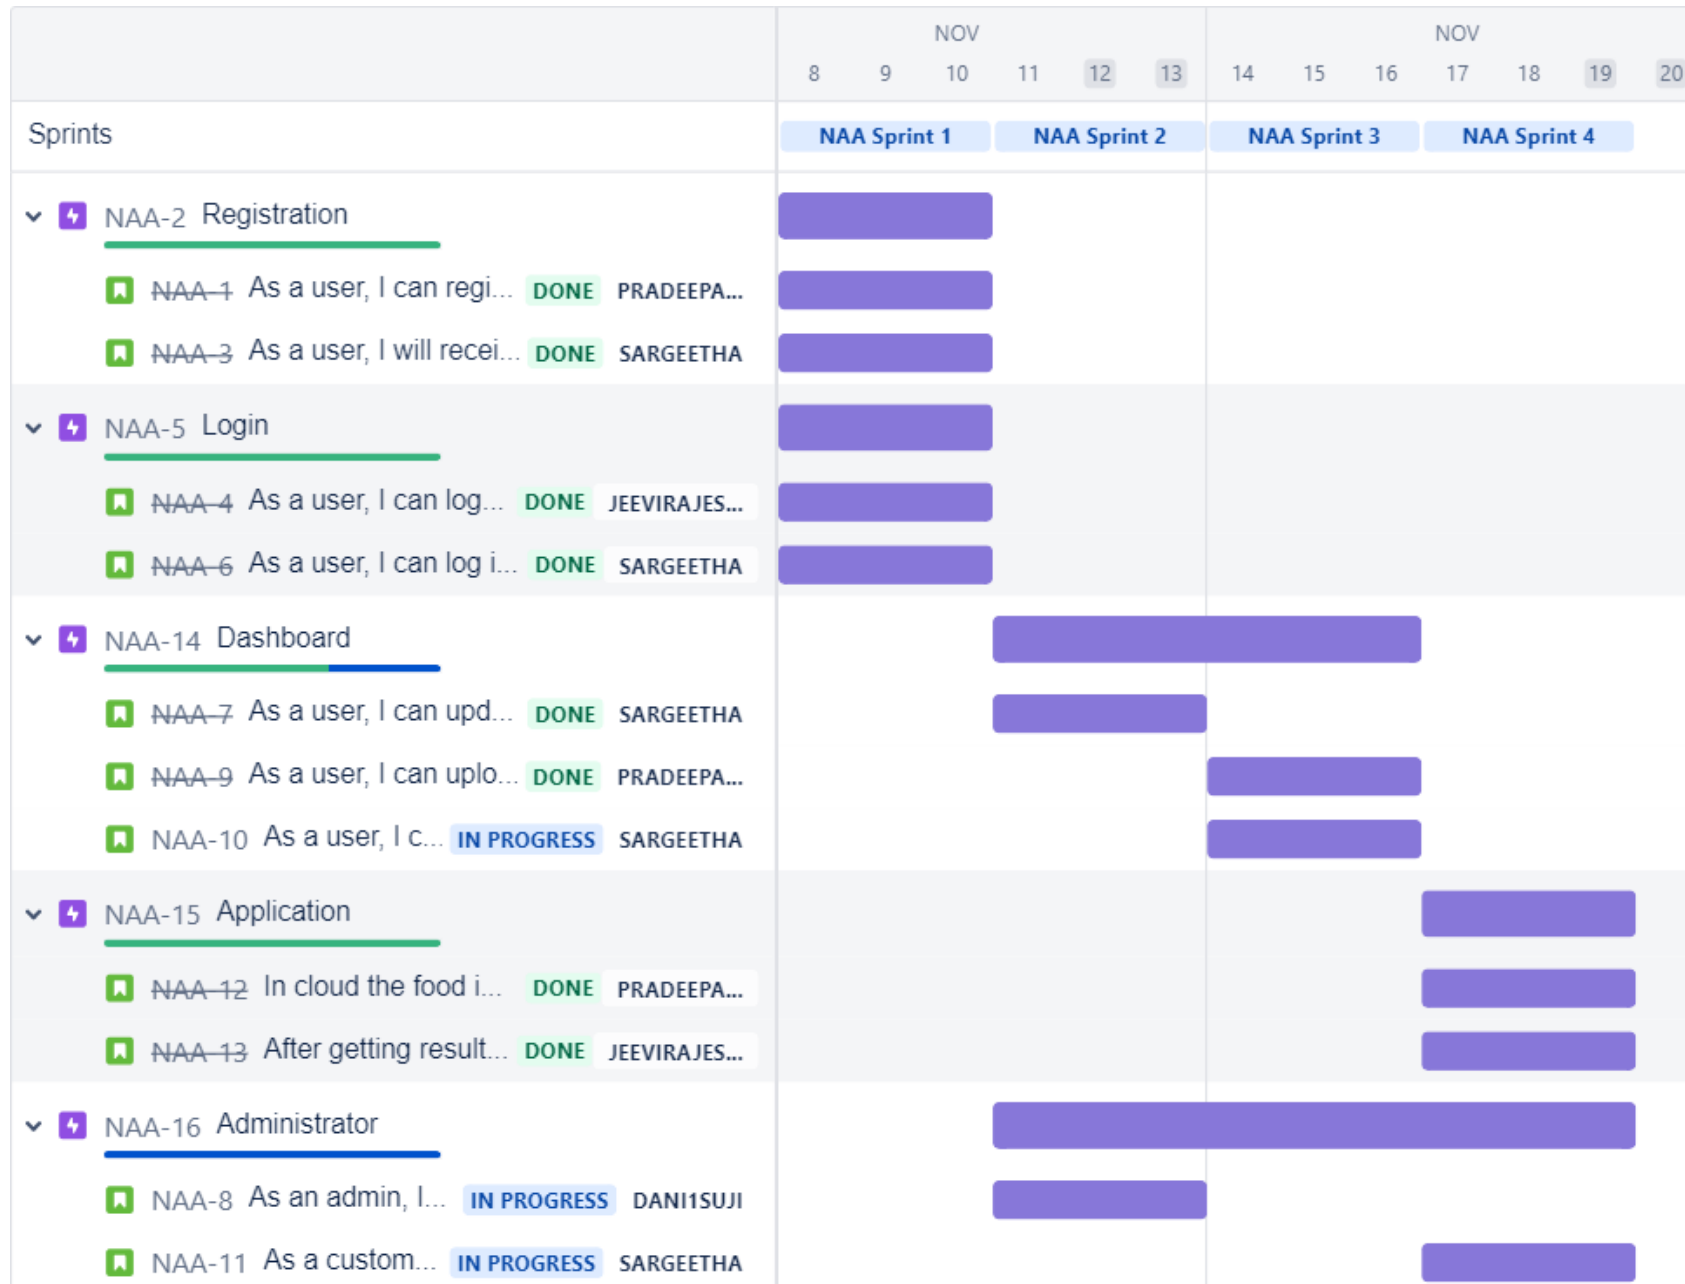 NOV NOV
8 9 10 11 12 13 14 15 16 17 18 19 20
Sprints NAA Sprint 1 NAA Sprint 2 NAA Sprint 3 NAA Sprint 4
NAA-2 Registration
NAA-1 As a user, I can regi... DONE PRADEEPA...
NAA-3 As a user, I will recei... DONE SARGEETHA
NAA-5 Login
NAA-4 As a user, I can log... DONE JEEVIRAJES...
NAA-6 As a user, I can log i... DONE SARGEETHA
NAA-14 Dashboard
NAA-7 As a user, I can upd... DONE SARGEETHA
NAA-9 As a user, I can uplo... DONE PRADEEPA...
NAA-10 As a user, I c... IN PROGRESS SARGEETHA
NAA-15 Application
NAA-12 In cloud the food i... DONE PRADEEPA...
NAA-13 After getting result... DONE JEEVIRAJES...
NAA-16 Administrator
NAA-8 As an admin, I... IN PROGRESS DANI1SUJI
NAA-11 As a custom... IN PROGRESS SARGEETHA